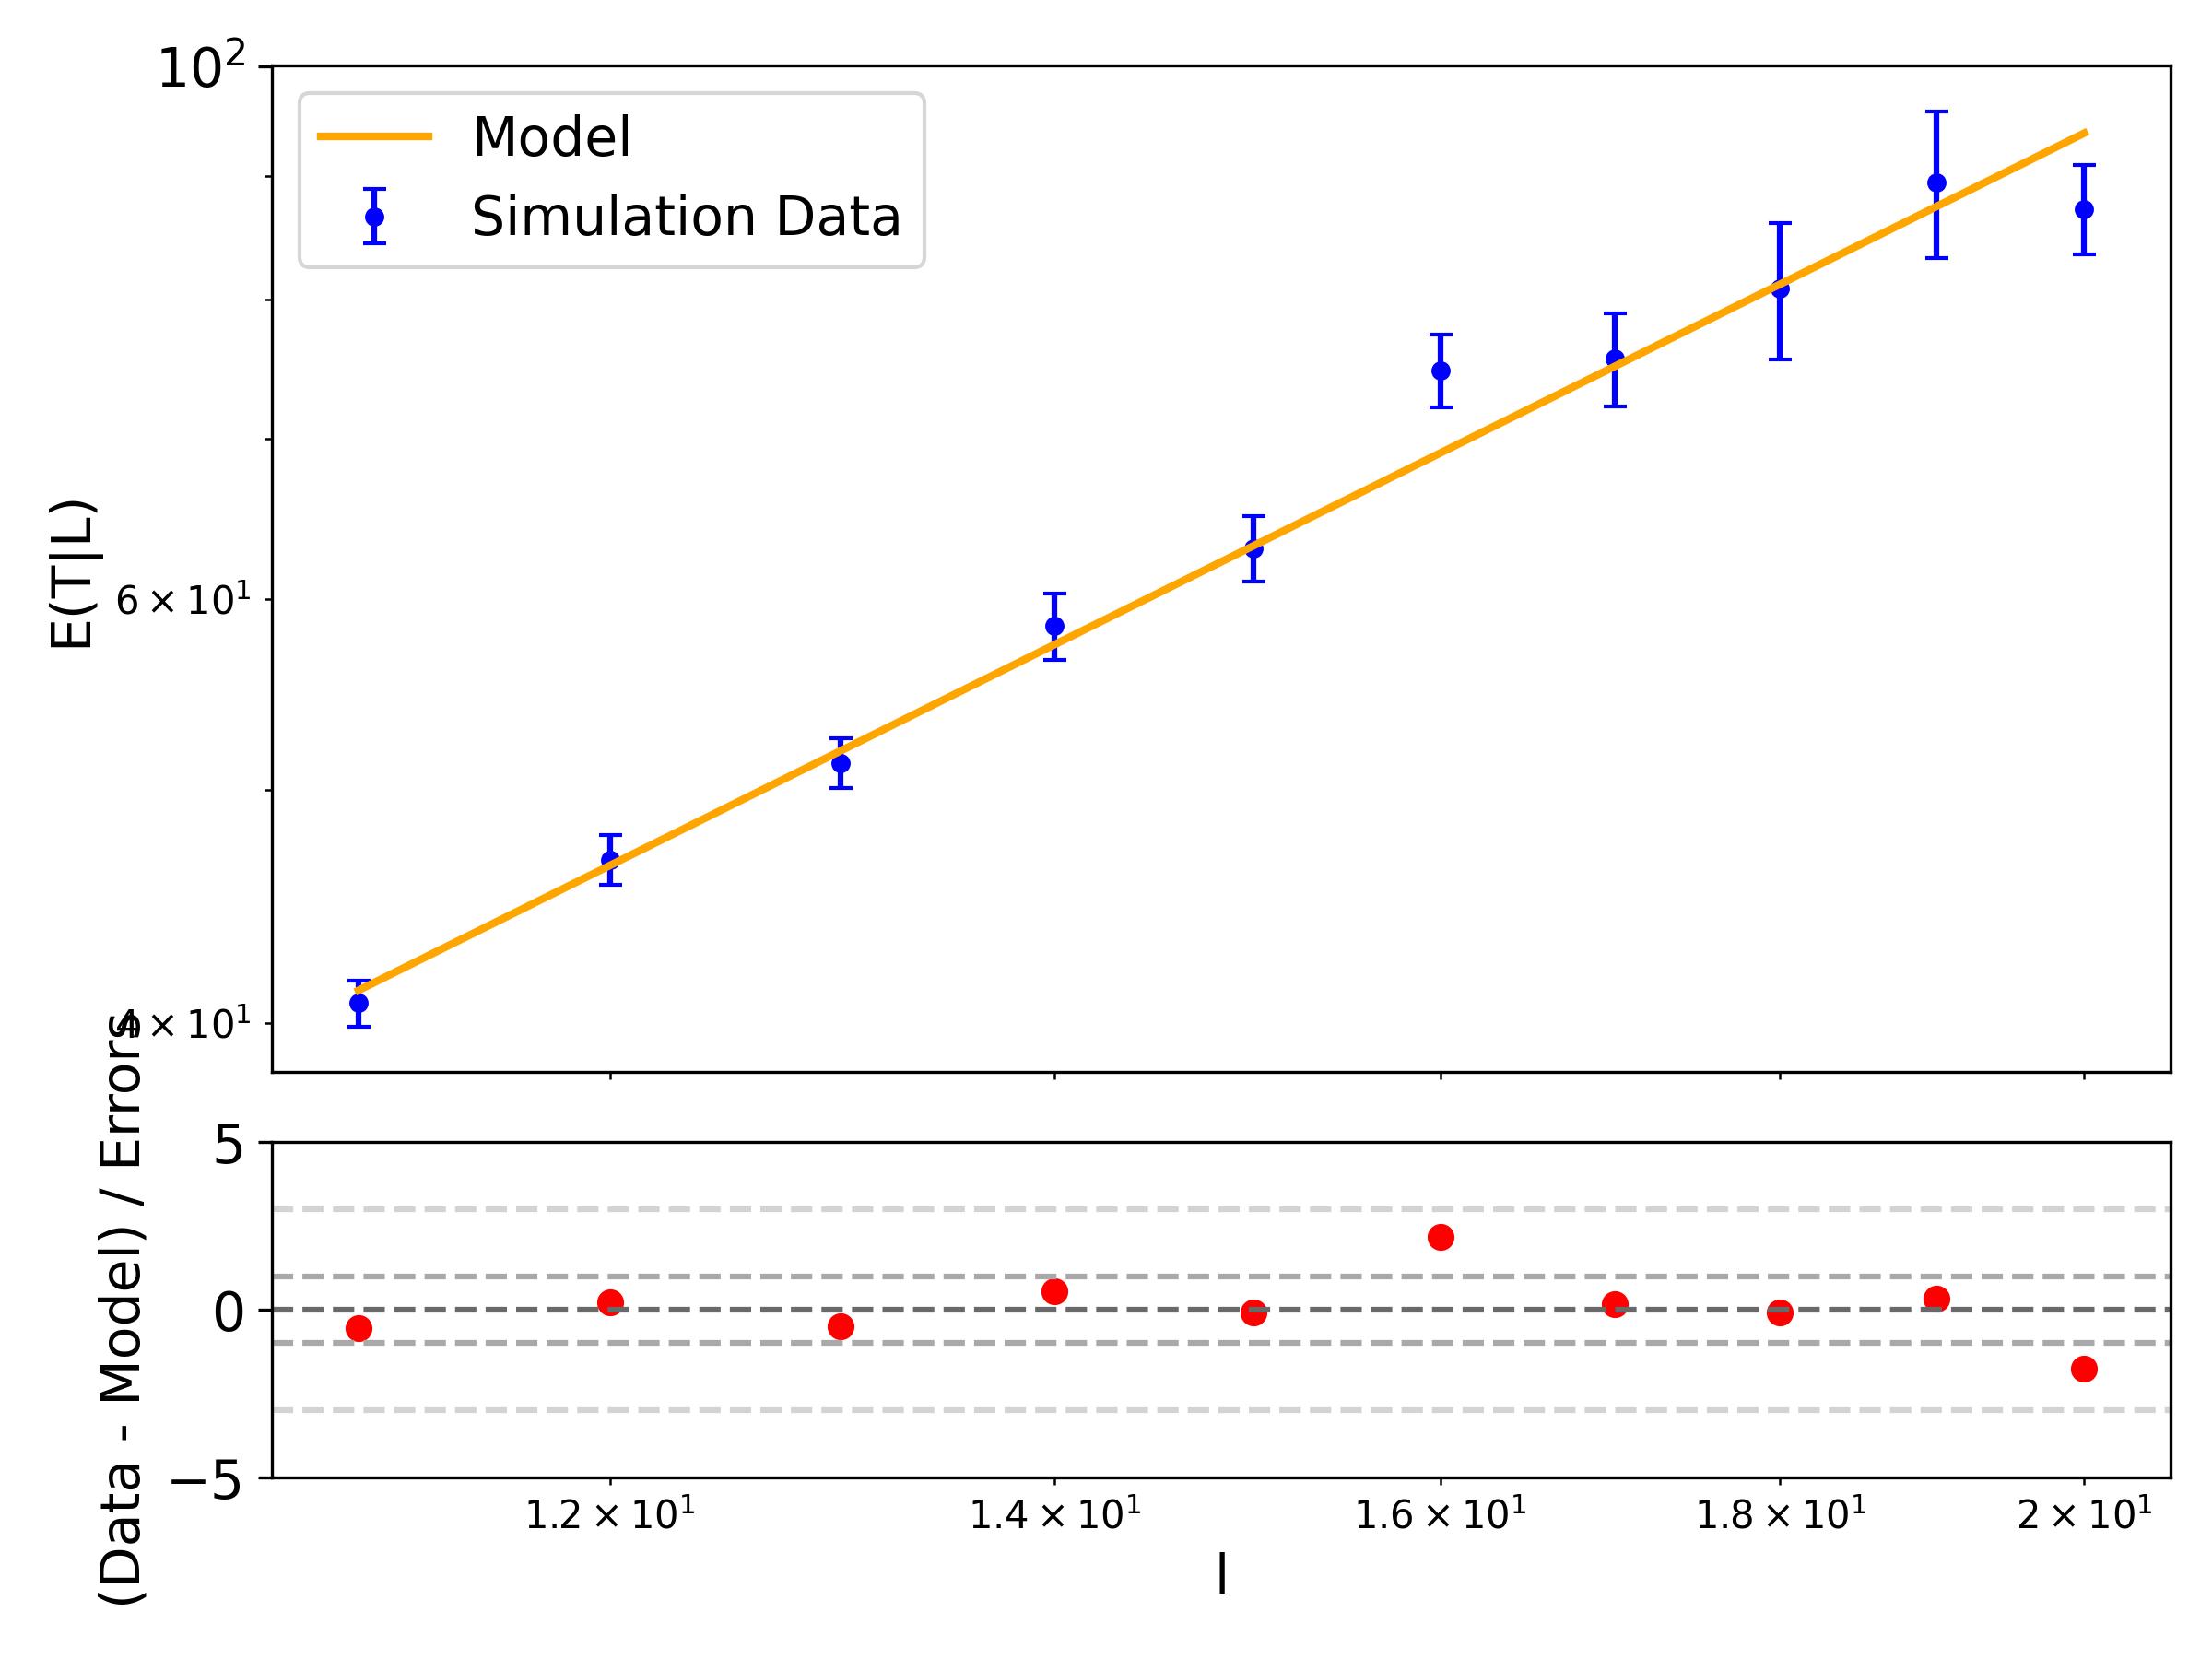 10²
Model
Simulation Data
E(T|L)
6 × 10¹
4 × 10¹
(Data - Model) / Errors
5
0
−5
1.2 × 10¹ 1.4 × 10¹ 1.6 × 10¹ 1.8 × 10¹ 2 × 10¹
l